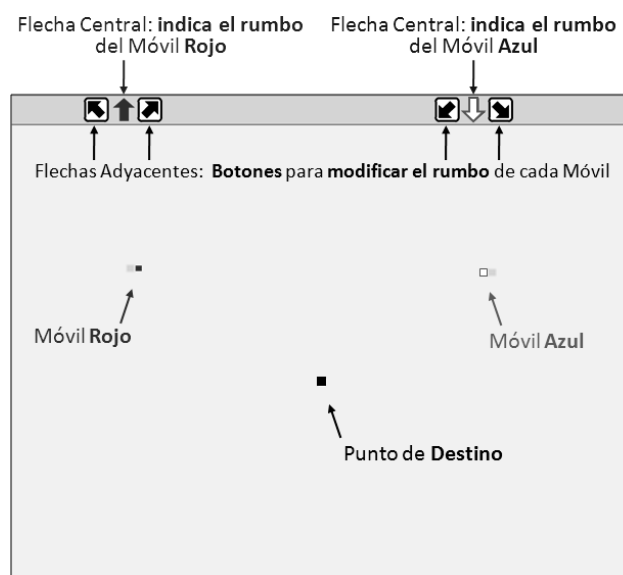 Flecha Central: indica el rumbo
del Móvil Rojo
Flecha Central: indica el rumbo
del Móvil Azul
Flechas Adyacentes: Botones para modificar el rumbo de cada Móvil
Móvil Rojo
Móvil Azul
Punto de Destino